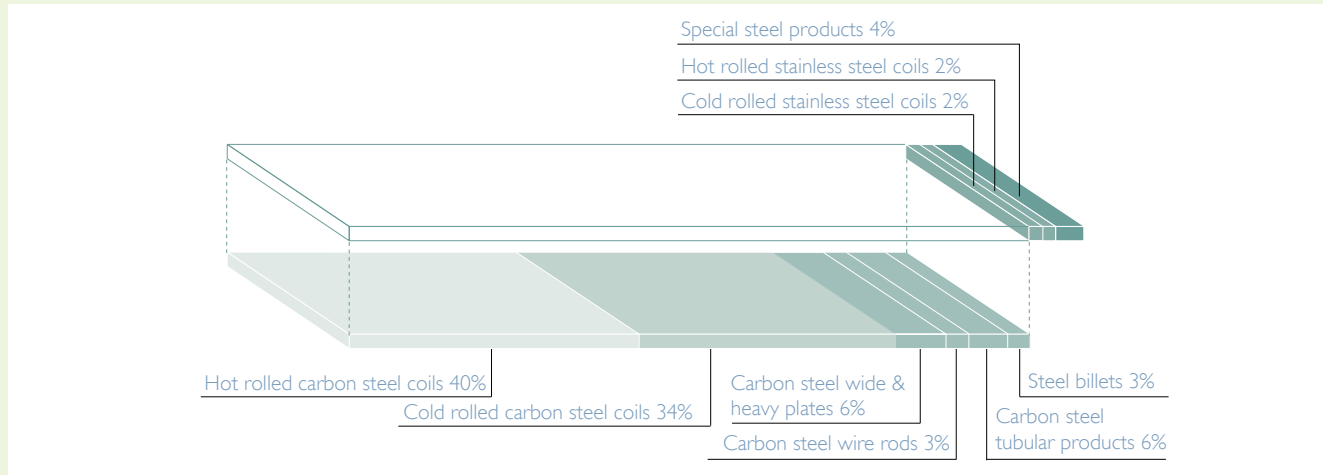 Special steel products 4%
Hot rolled stainless steel coils 2%
Cold rolled stainless steel coils 2%
Hot rolled carbon steel coils 40%
Cold rolled carbon steel coils 34%
Carbon steel wide &
heavy plates 6%
Carbon steel wire rods 3%
Steel billets 3%
Carbon steel
tubular products 6%